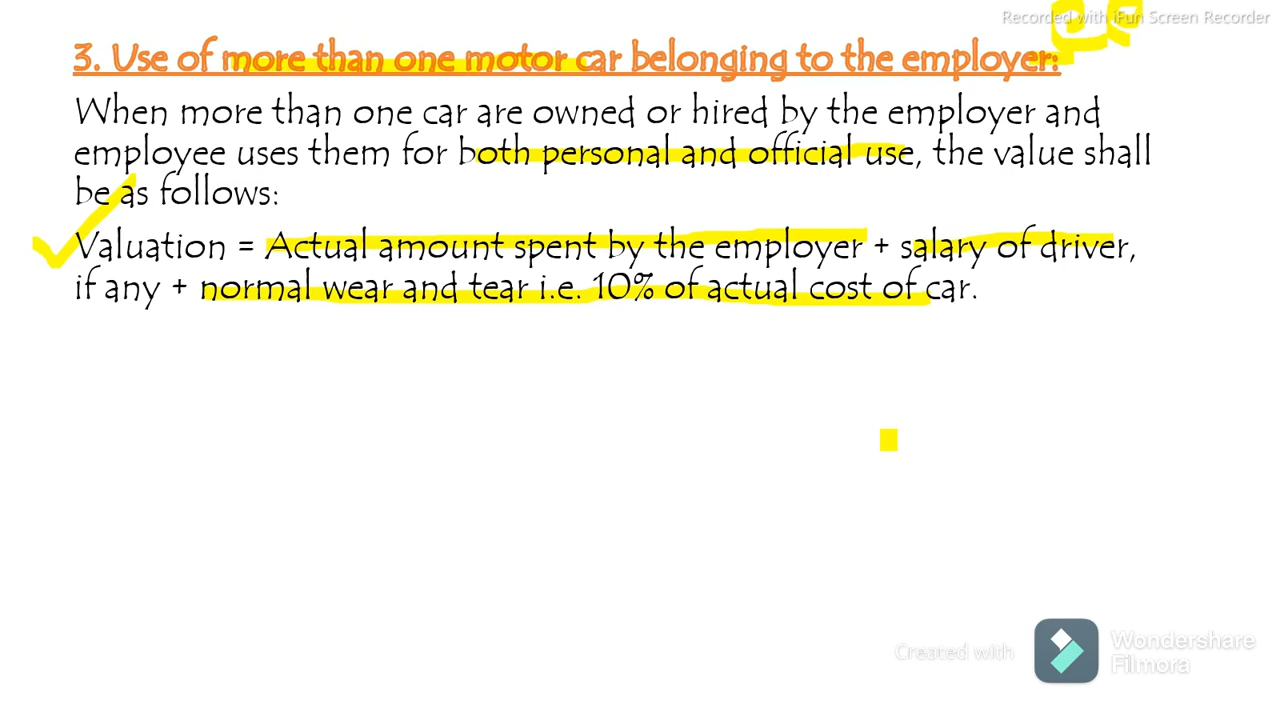 Recorded with iFun Screen Recorder
3. Use of more than one motor car belonging to the employer:
When more than one car are owned or hired by the employer and
employee uses them for both personal and official use, the value shall
be as follows:
Valuation = Actual amount spent by the employer + salary of driver,
if any + normal wear and tear i.e. 10% of actual cost of car.
Created with
Wondershare
Filmora